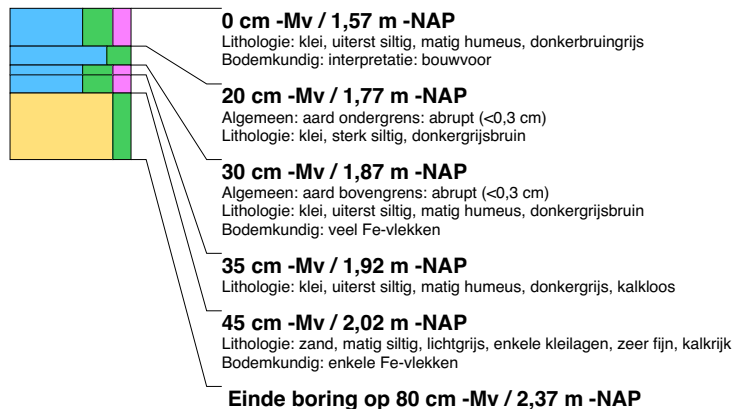 0 cm -Mv / 1,57 m -NAP
Lithologie: klei, uiterst siltig, matig humeus, donkerbruingrijs
Bodemkundig: interpretatie: bouwvoor
20 cm -Mv / 1,77 m -NAP
Algemeen: aard ondergrens: abrupt (<0,3 cm)
Lithologie: klei, sterk siltig, donkergrijsbruin
30 cm -Mv / 1,87 m -NAP
Algemeen: aard bovengrens: abrupt (<0,3 cm)
Lithologie: klei, uiterst siltig, matig humeus, donkergrijsbruin
Bodemkundig: veel Fe-vlekken
35 cm -Mv / 1,92 m -NAP
Lithologie: klei, uiterst siltig, matig humeus, donkergrijs, kalkloos
45 cm -Mv / 2,02 m -NAP
Lithologie: zand, matig siltig, lichtgrijs, enkele kleilagen, zeer fijn, kalkrijk
Bodemkundig: enkele Fe-vlekken
Einde boring op 80 cm -Mv / 2,37 m -NAP